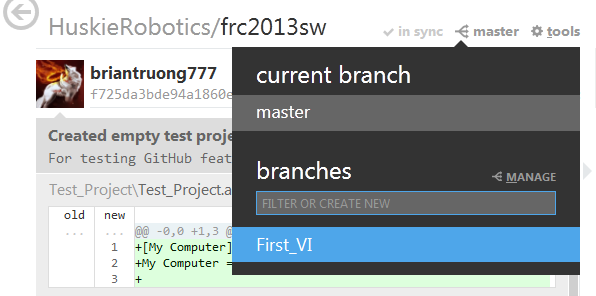 HuskieRobotics/frc2013sw
in sync
master
tools
briantruong777
f725da3bde94a1860e
current branch
master
Created empty test proje
For testing GitHub feat
branches
MANAGE
FILTER OR CREATE NEW
Test_Project\Test_Project.a
First_VI
old new
... ... @@ -0,0 +1,3 @
1 +[My Computer]
2 +My Computer =
3 +